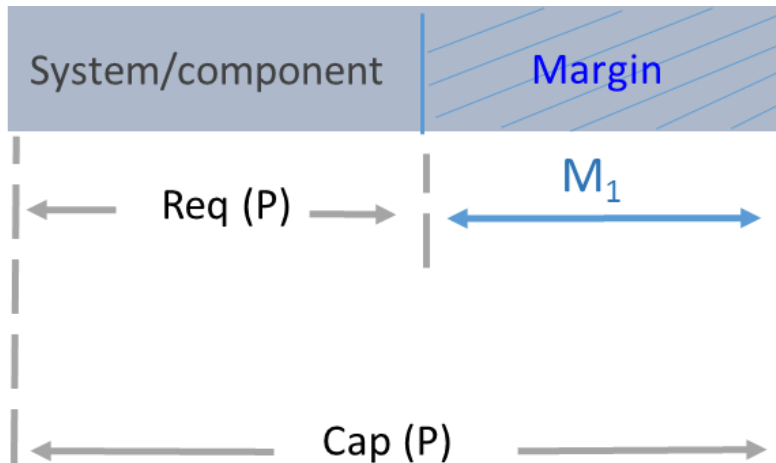 System/component
Margin
M₁
Req (P)
Cap (P)